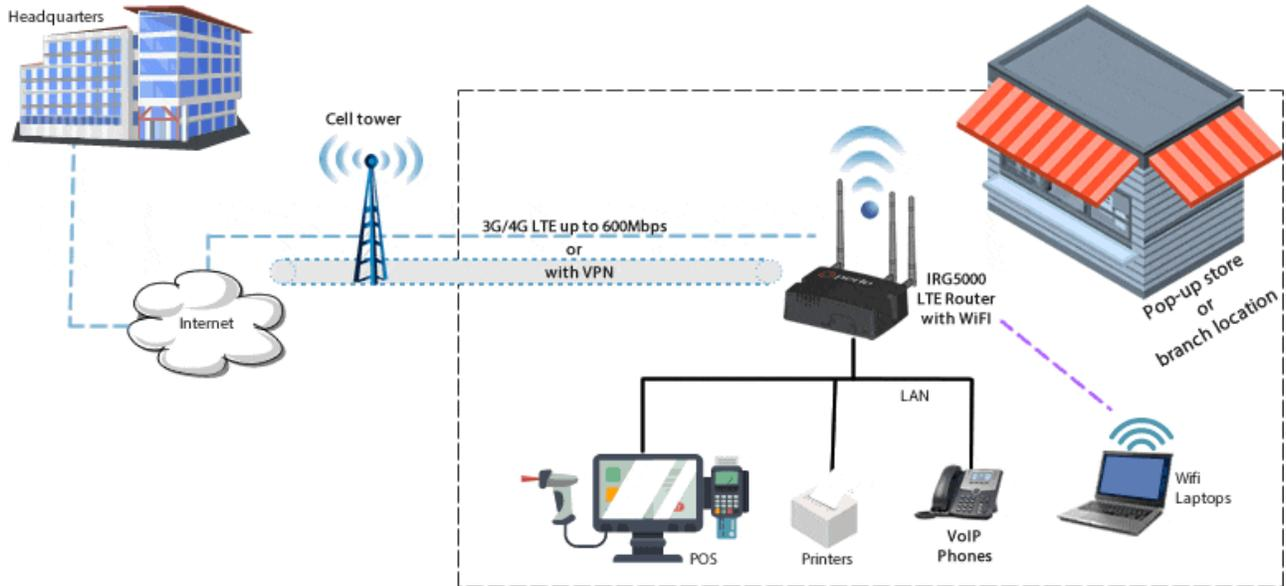 Headquarters
Cell tower
3G/4G LTE up to 600Mbps
or
with VPN
Internet
perle
IRG5000
LTE Router
with WiFI
Pop-up store
or
branch location
LAN
POS
Printers
VoIP
Phones
Wifi
Laptops